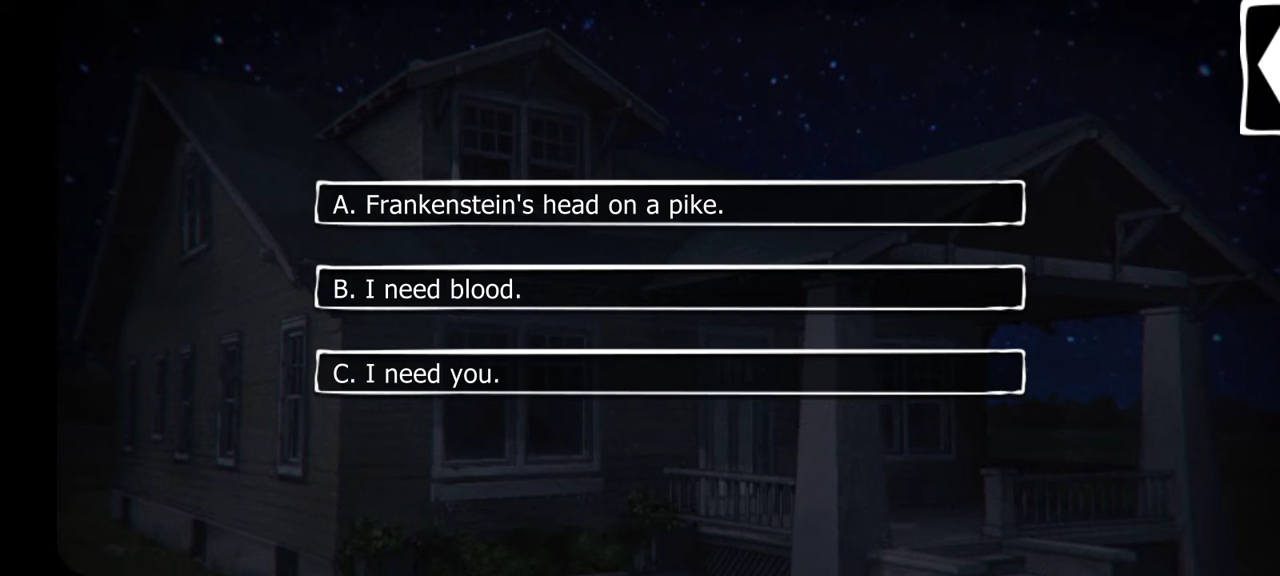 A. Frankenstein's head on a pike.
B. I need blood.
C. I need you.